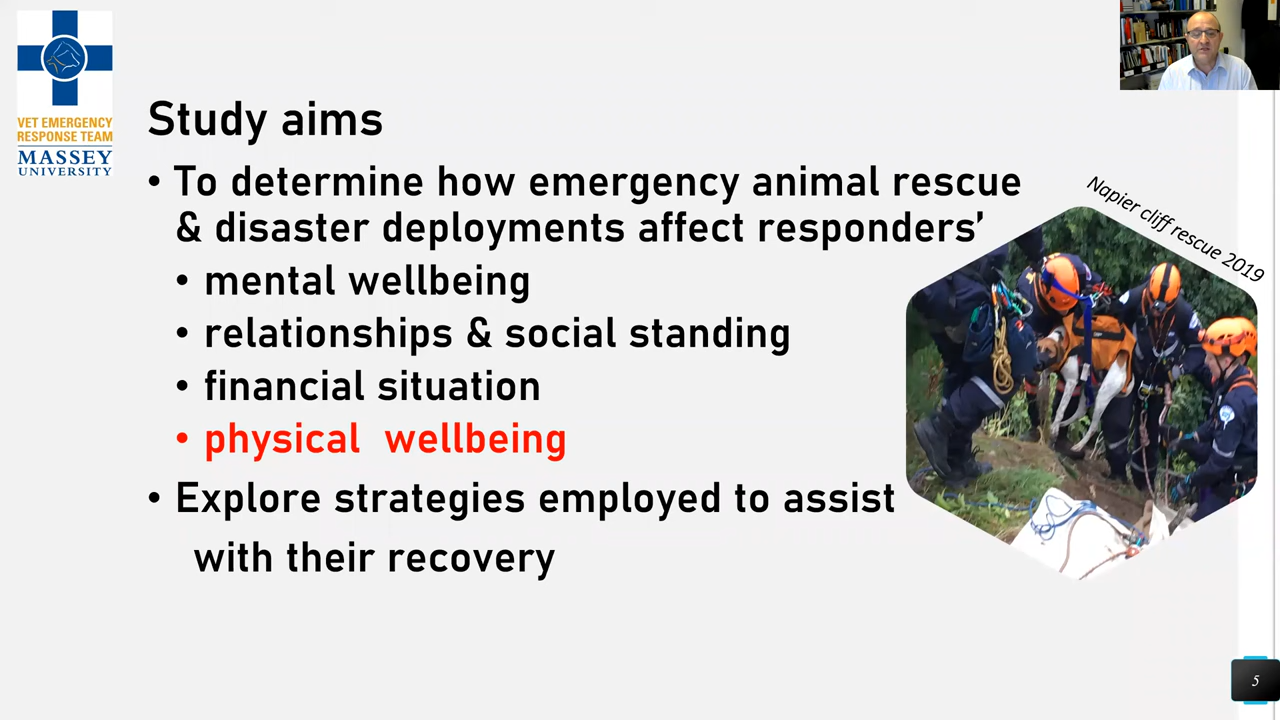 VET EMERGENCY
RESPONSE TEAM
MASSEY
UNIVERSITY
Study aims
• To determine how emergency animal rescue
& disaster deployments affect responders’
• mental wellbeing
• relationships & social standing
• financial situation
• physical wellbeing
• Explore strategies employed to assist
with their recovery
Napier cliff rescue 2019
5